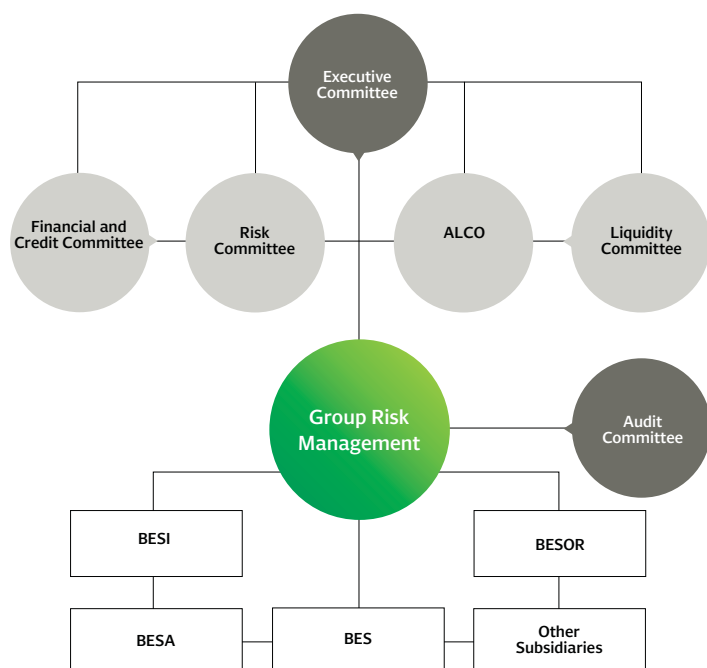 Executive
Committee
Financial and
Credit Committee
Risk
Committee
ALCO
Liquidity
Committee
Group Risk
Management
Audit
Committee
BESI
BESOR
BESA
BES
Other
Subsidiaries